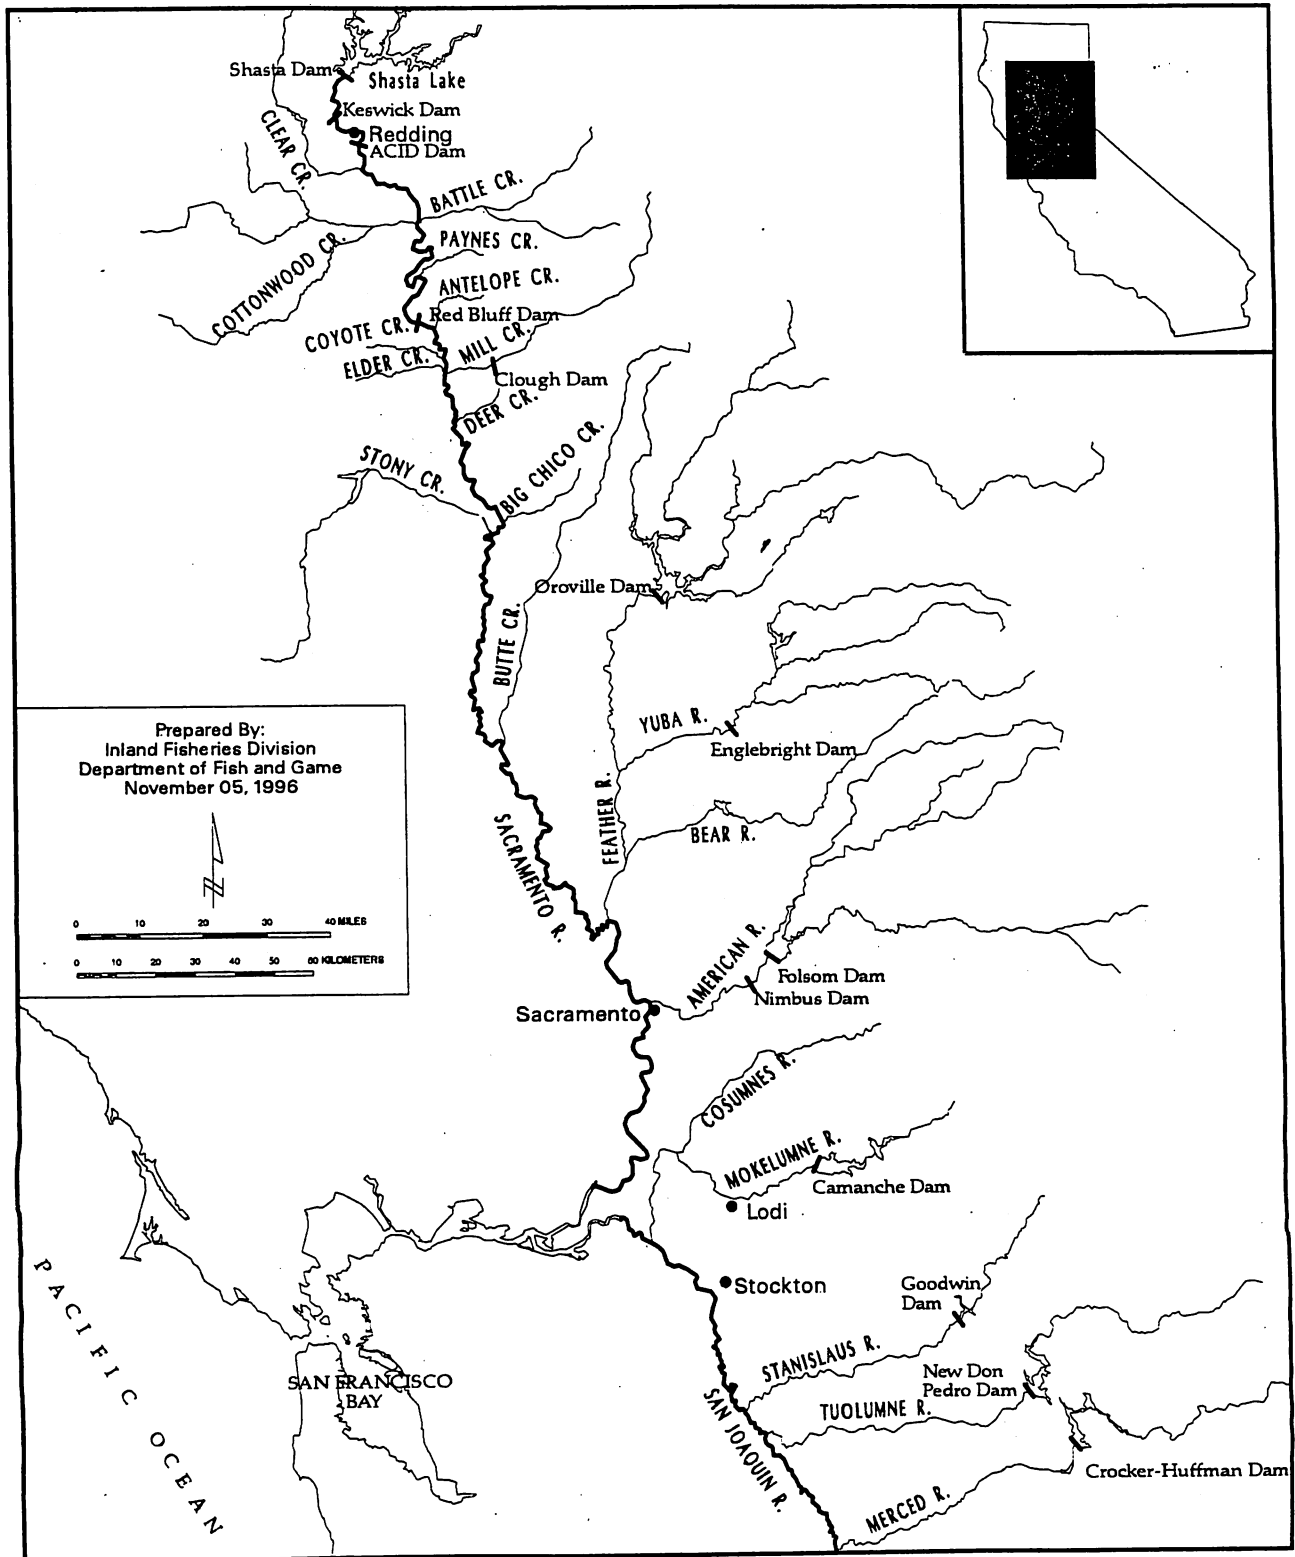 Shasta Dam
Shasta Lake
Keswick Dam
Redding
ACID Dam
CLEAR CR.
BATTLE CR.
PAYNES CR.
COTTONWOOD CR.
ANTELOPE CR.
Red Bluff Dam
COYOTE CR.
MILL CR.
ELDER CR.
Clough Dam
DEER CR.
BIG CHICO CR.
STONY CR.
Oroville Dam
BUTTE CR.
YUBA R.
Englebright Dam
FEATHER R.
BEAR R.
SACRAMENTO R.
Prepared By:
Inland Fisheries Division
Department of Fish and Game
November 05, 1996
0 10 20 30 40 MILES
0 10 20 30 40 50 60 KILOMETERS
AMERICAN R.
Folsom Dam
Nimbus Dam
Sacramento
COSUMNES R.
MOKELUMNE R.
Camanche Dam
Lodi
Stockton
Goodwin
Dam
STANISLAUS R.
New Don
Pedro Dam
TUOLUMNE R.
SAN JOAQUIN R.
Crocker-Huffman Dam
MERCED R.
SAN FRANCISCO
BAY
PACIFIC OCEAN